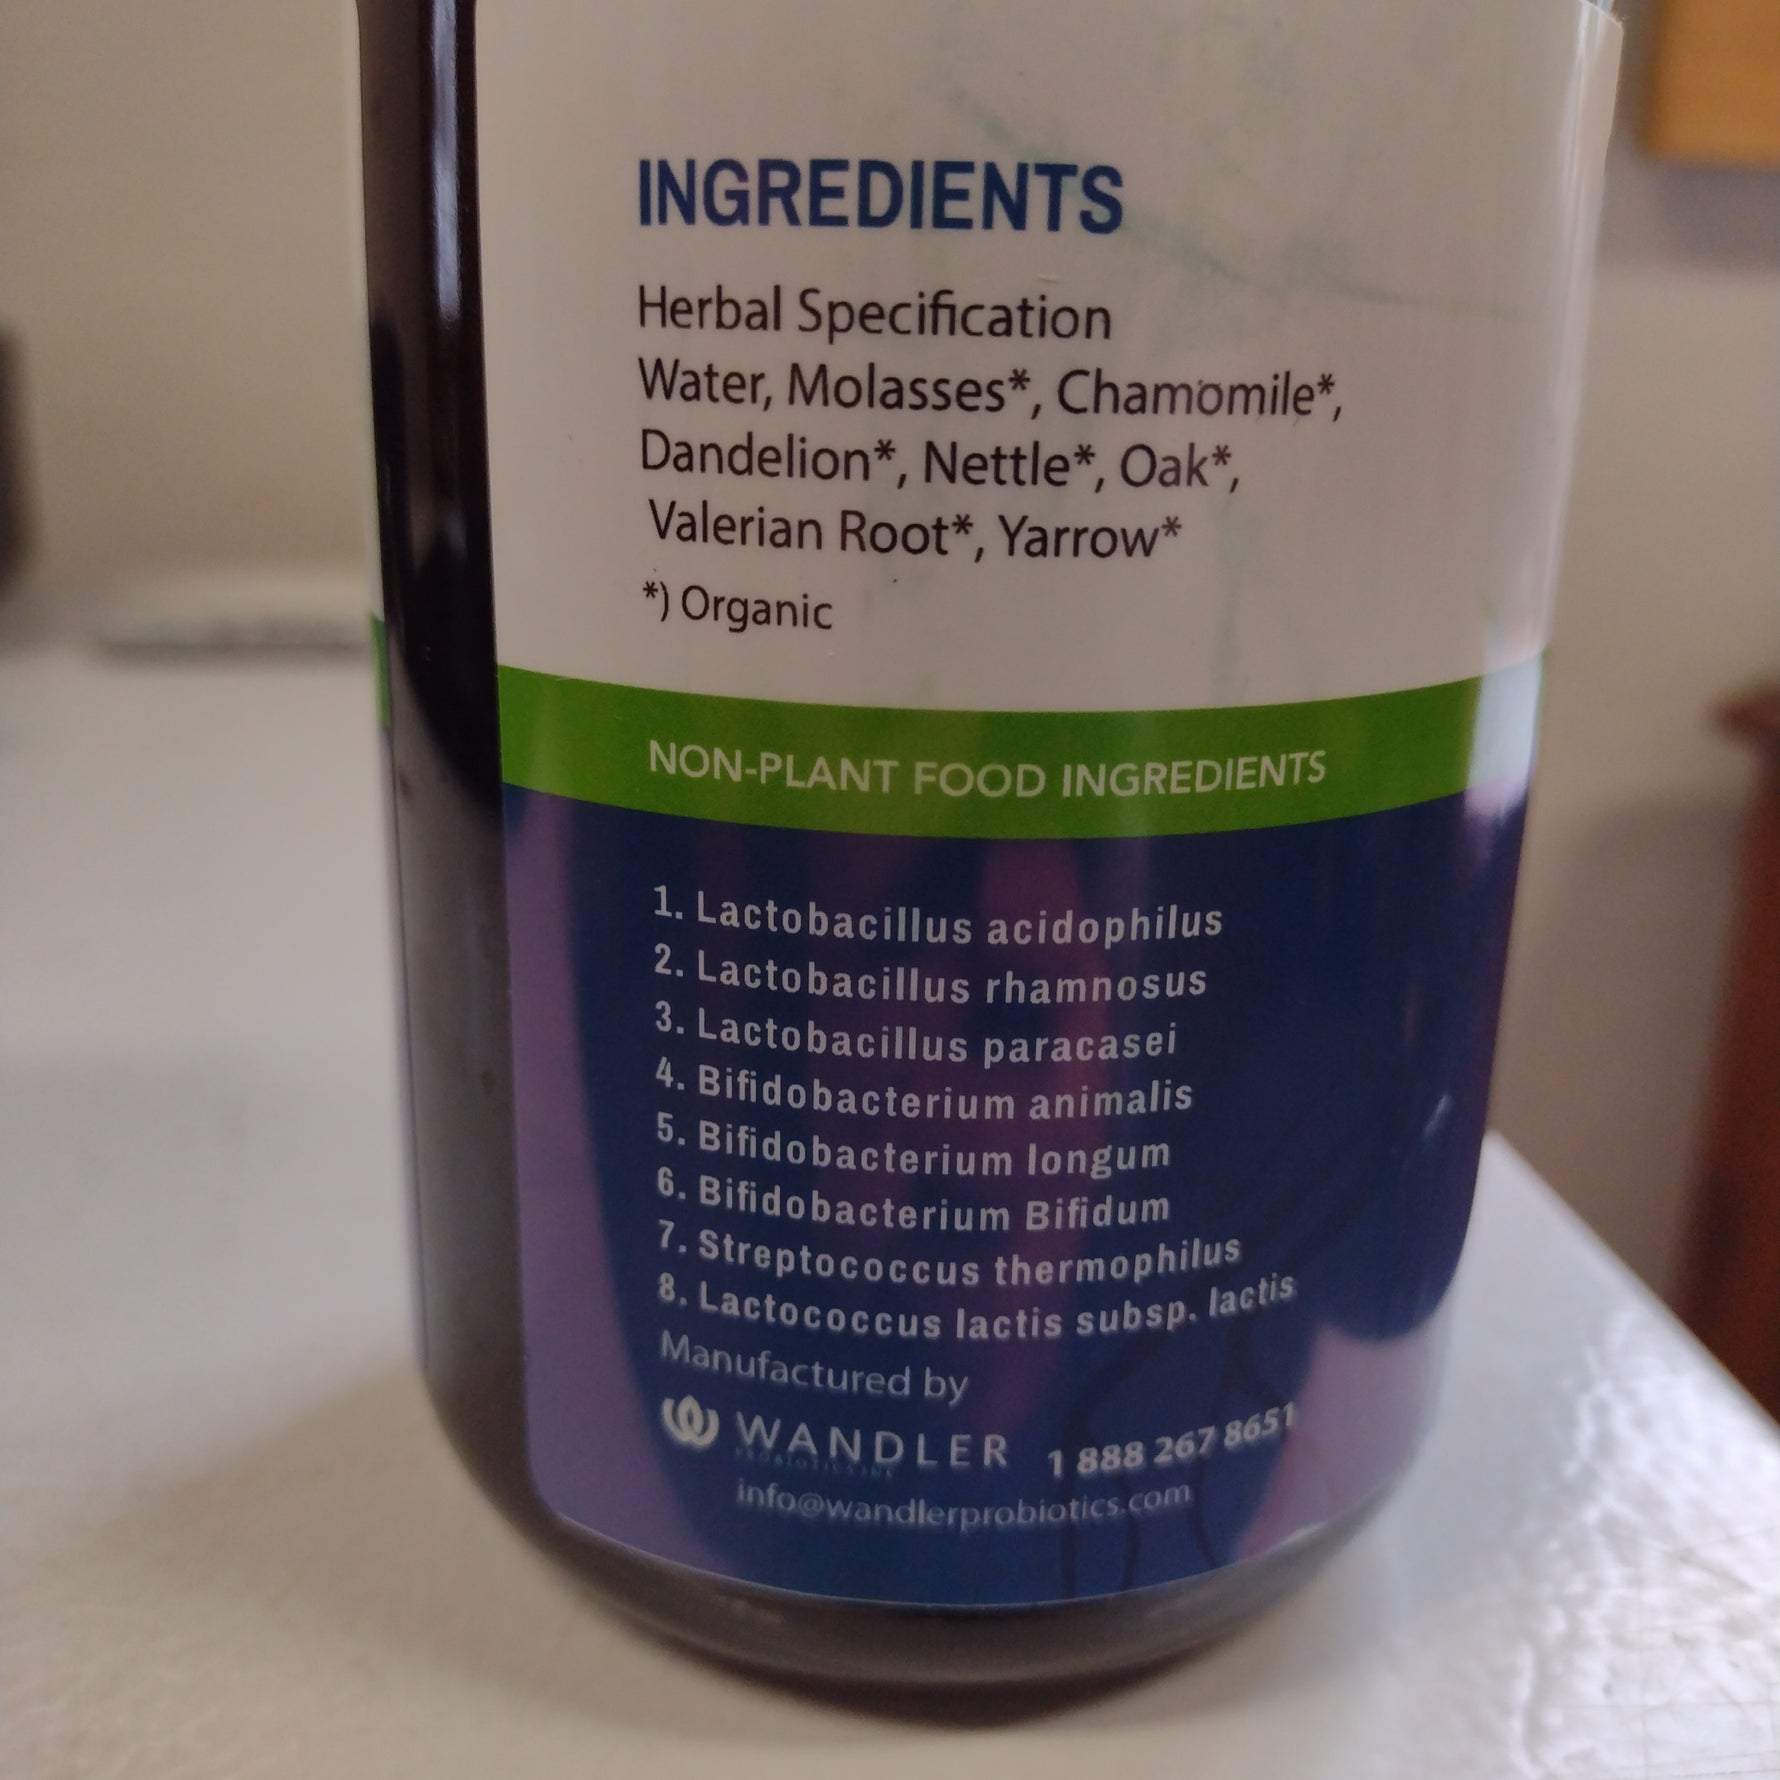 INGREDIENTS
Herbal Specification
Water, Molasses*, Chamomile*,
Dandelion*, Nettle*, Oak*,
Valerian Root*, Yarrow*
*) Organic
NON-PLANT FOOD INGREDIENTS
1. Lactobacillus acidophilus
2. Lactobacillus rhamnosus
3. Lactobacillus paracasei
4. Bifidobacterium animalis
5. Bifidobacterium longum
6. Bifidobacterium Bifidum
7. Streptococcus thermophilus
8. Lactococcus lactis subsp. lactis
Manufactured by
WANDLER 1 888 267 8651
PROBIOTICS INC
info@wandlerprobiotics.com